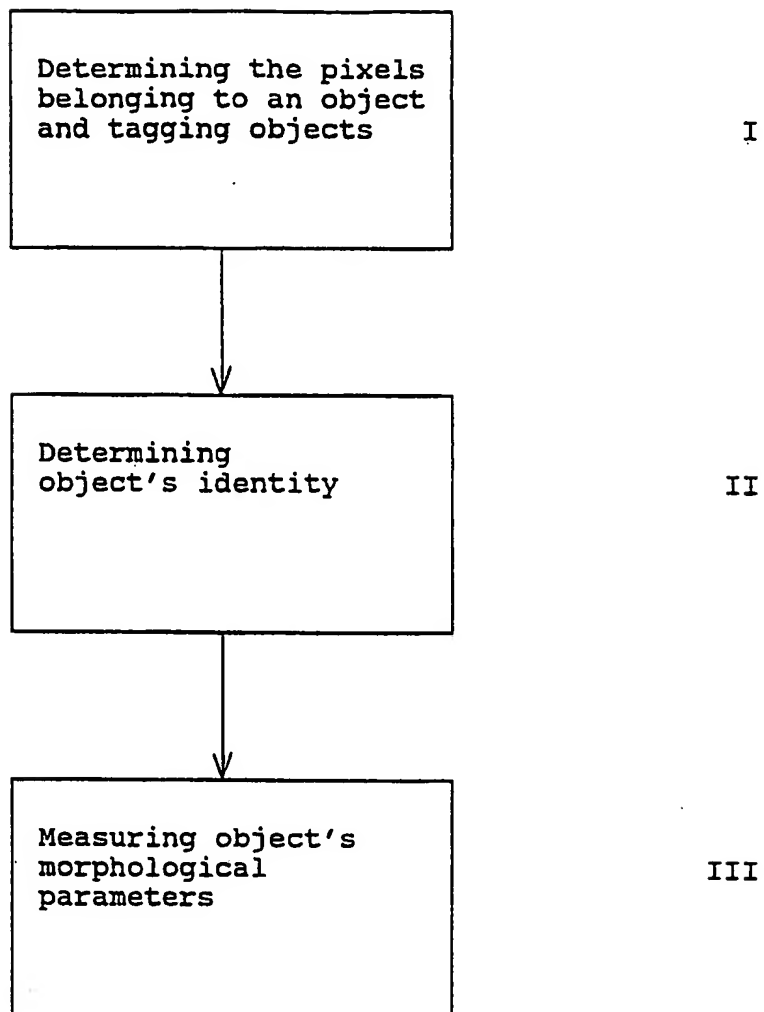 Determining the pixels
belonging to an object
and tagging objects
I
Determining
object's identity
II
Measuring object's
morphological
parameters
III